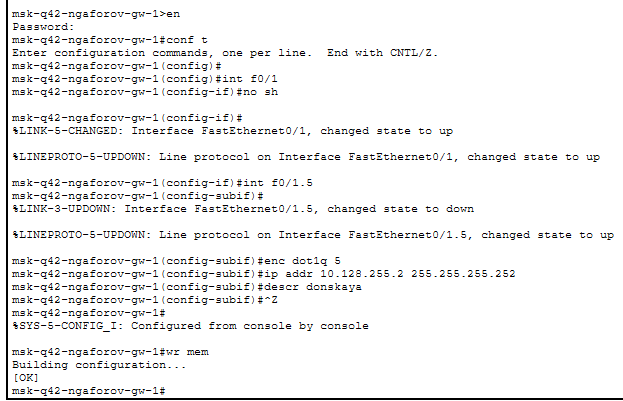 msk-q42-ngaforov-gw-1>en
Password:
msk-q42-ngaforov-gw-1#conf t
Enter configuration commands, one per line.  End with CNTL/Z.
msk-q42-ngaforov-gw-1(config)#
msk-q42-ngaforov-gw-1(config)#int f0/1
msk-q42-ngaforov-gw-1(config-if)#no sh
msk-q42-ngaforov-gw-1(config-if)#
%LINK-5-CHANGED: Interface FastEthernet0/1, changed state to up
%LINEPROTO-5-UPDOWN: Line protocol on Interface FastEthernet0/1, changed state to up
msk-q42-ngaforov-gw-1(config-if)#int f0/1.5
msk-q42-ngaforov-gw-1(config-subif)#
%LINK-3-UPDOWN: Interface FastEthernet0/1.5, changed state to down
%LINEPROTO-5-UPDOWN: Line protocol on Interface FastEthernet0/1.5, changed state to up
msk-q42-ngaforov-gw-1(config-subif)#enc dot1q 5
msk-q42-ngaforov-gw-1(config-subif)#ip addr 10.128.255.2 255.255.255.252
msk-q42-ngaforov-gw-1(config-subif)#descr donskaya
msk-q42-ngaforov-gw-1(config-subif)#^Z
msk-q42-ngaforov-gw-1#
%SYS-5-CONFIG_I: Configured from console by console
msk-q42-ngaforov-gw-1#wr mem
Building configuration...
[OK]
msk-q42-ngaforov-gw-1#